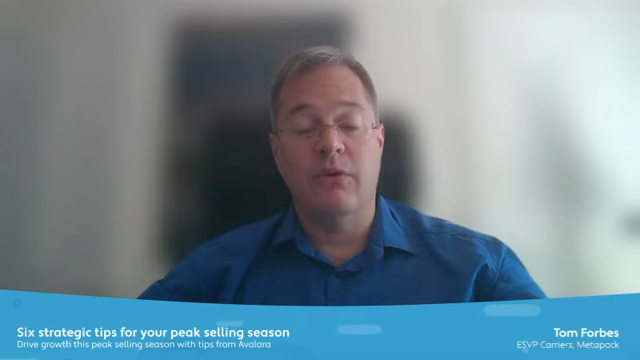 Six strategic tips for your peak selling season
Drive growth this peak selling season with tips from Avalara
Tom Forbes
ESVP Carriers, Metapack